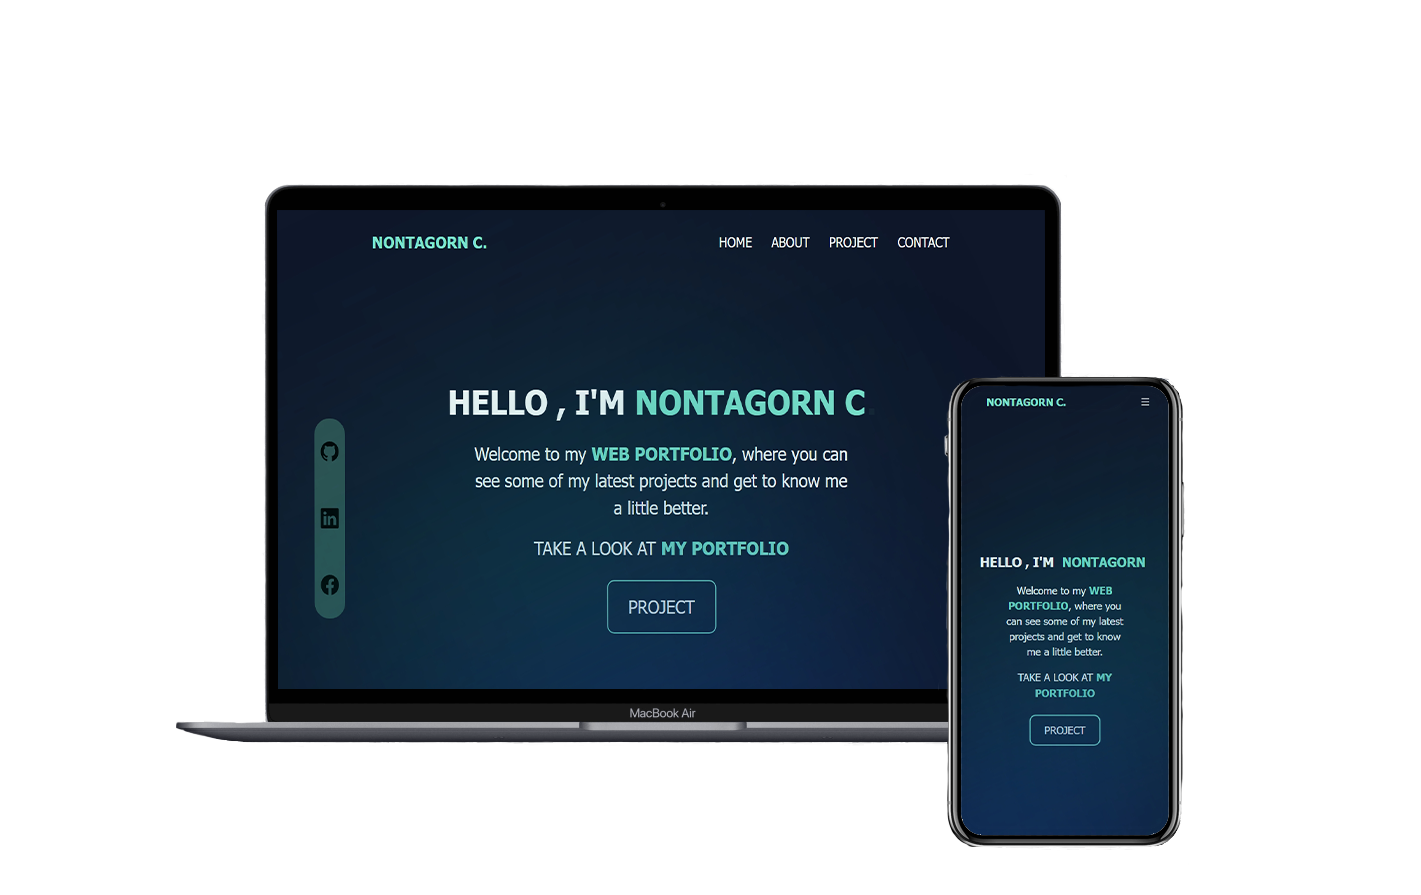 NONTAGORN C.
HOME ABOUT PROJECT CONTACT
HELLO , I'M NONTAGORN C.
Welcome to my WEB PORTFOLIO, where you can
see some of my latest projects and get to know me
a little better.
TAKE A LOOK AT MY PORTFOLIO
PROJECT
in
MacBook Air
NONTAGORN C.
HELLO , I'M NONTAGORN
Welcome to my WEB
PORTFOLIO, where you
can see some of my latest
projects and get to know
me a little better.
TAKE A LOOK AT MY
PORTFOLIO
PROJECT